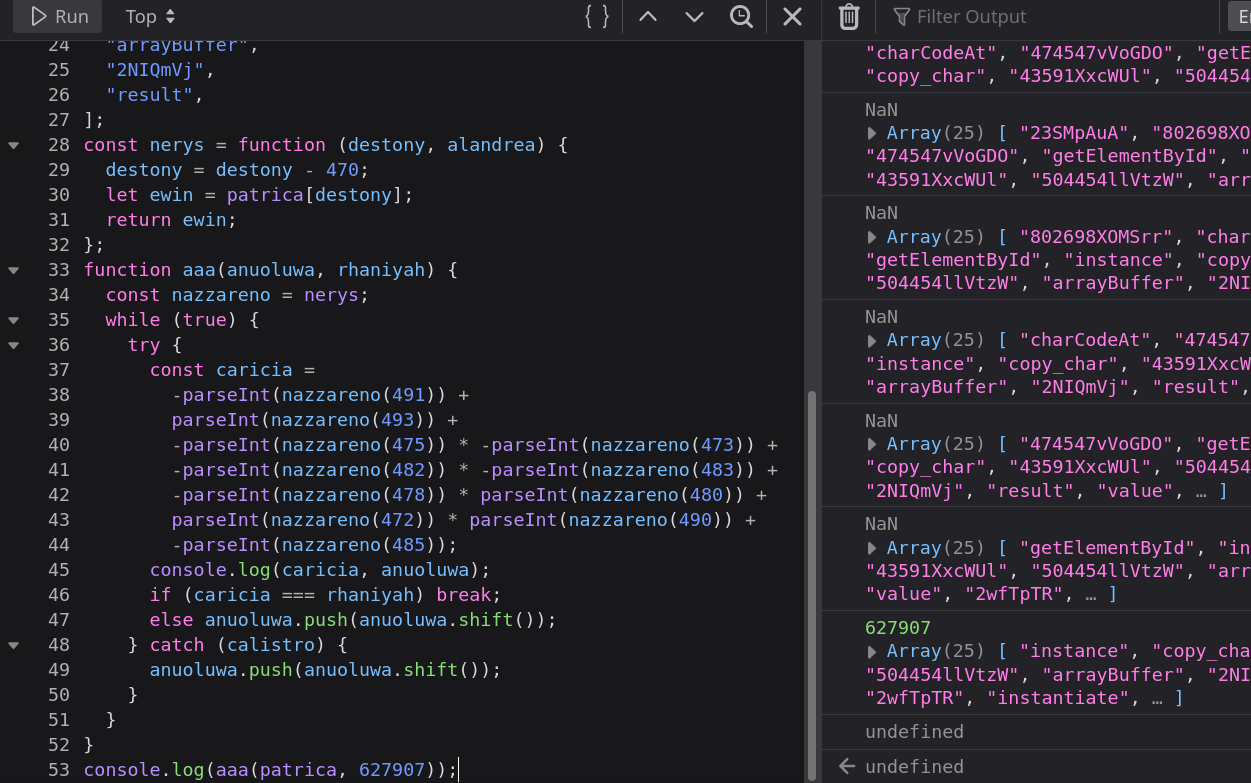 Run
Top
{ }
Filter Output
24 "arrayBuffer",
25 "2NIQmVj",
26 "result",
27 ];
28 const nerys = function (destony, alandrea) {
29 destony = destony - 470;
30 let ewin = patrica[destony];
31 return ewin;
32 };
33 function aaa(anuoluwa, rhaniyah) {
34 const nazzareno = nerys;
35 while (true) {
36 try {
37 const caricia =
38 -parseInt(nazzareno(491)) +
39 parseInt(nazzareno(493)) +
40 -parseInt(nazzareno(475)) * -parseInt(nazzareno(473)) +
41 -parseInt(nazzareno(482)) * -parseInt(nazzareno(483)) +
42 -parseInt(nazzareno(478)) * parseInt(nazzareno(480)) +
43 parseInt(nazzareno(472)) * parseInt(nazzareno(490)) +
44 -parseInt(nazzareno(485));
45 console.log(caricia, anuoluwa);
46 if (caricia === rhaniyah) break;
47 else anuoluwa.push(anuoluwa.shift());
48 } catch (calistro) {
49 anuoluwa.push(anuoluwa.shift());
50 }
51 }
52 }
53 console.log(aaa(patrica, 627907));
"charCodeAt", "474547vVoGDO", "getE
"copy_char", "43591XxcWUl", "504454
NaN
Array(25) [ "23SMpAuA", "802698XO
"474547vVoGDO", "getElementById", "
"43591XxcWUl", "504454llVtzW", "arr
NaN
Array(25) [ "802698XOMSrr", "char
"getElementById", "instance", "copy
"504454llVtzW", "arrayBuffer", "2NI
NaN
Array(25) [ "charCodeAt", "474547
"instance", "copy_char", "43591XxcW
"arrayBuffer", "2NIQmVj", "result",
NaN
Array(25) [ "474547vVoGDO", "getE
"copy_char", "43591XxcWUl", "504454
"2NIQmVj", "result", "value", … ]
NaN
Array(25) [ "getElementById", "in
"43591XxcWUl", "504454llVtzW", "arr
"value", "2wfTpTR", … ]
627907
Array(25) [ "instance", "copy_cha
"504454llVtzW", "arrayBuffer", "2NI
"2wfTpTR", "instantiate", … ]
undefined
undefined